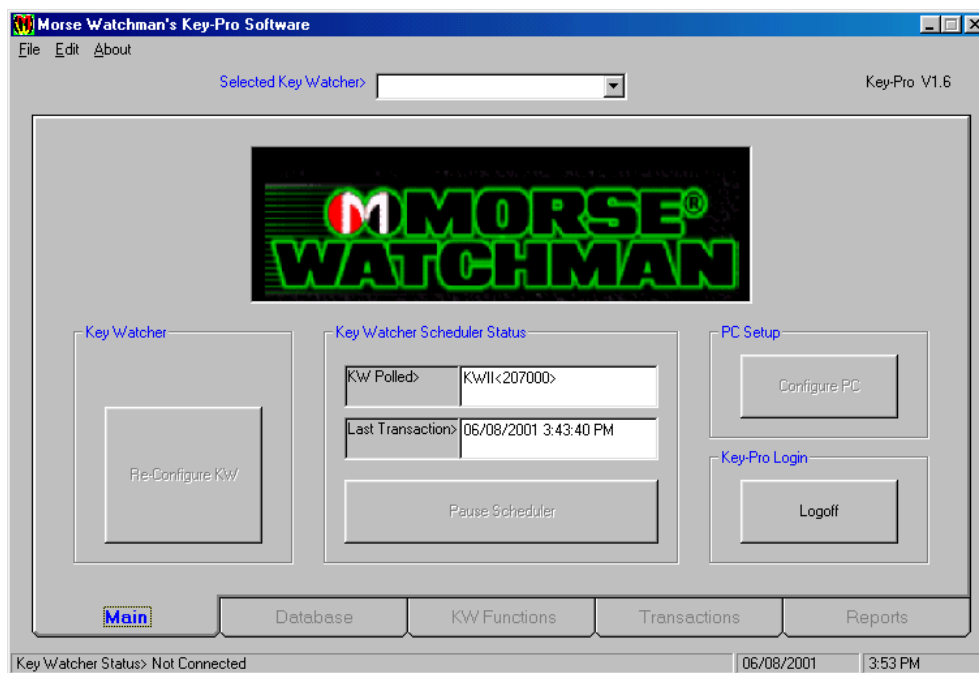 Morse Watchman's Key-Pro Software
File Edit About
Selected Key Watcher>
Key-Pro V1.6
MORSE®
WATCHMAN
Key Watcher
Re-Configure KW
Key Watcher Scheduler Status
KW Polled> KWII<207000>
Last Transaction> 06/08/2001 3:43:40 PM
Pause Scheduler
PC Setup
Configure PC
Key-Pro Login
Logoff
Main Database KW Functions Transactions Reports
Key Watcher Status> Not Connected 06/08/2001 3:53 PM